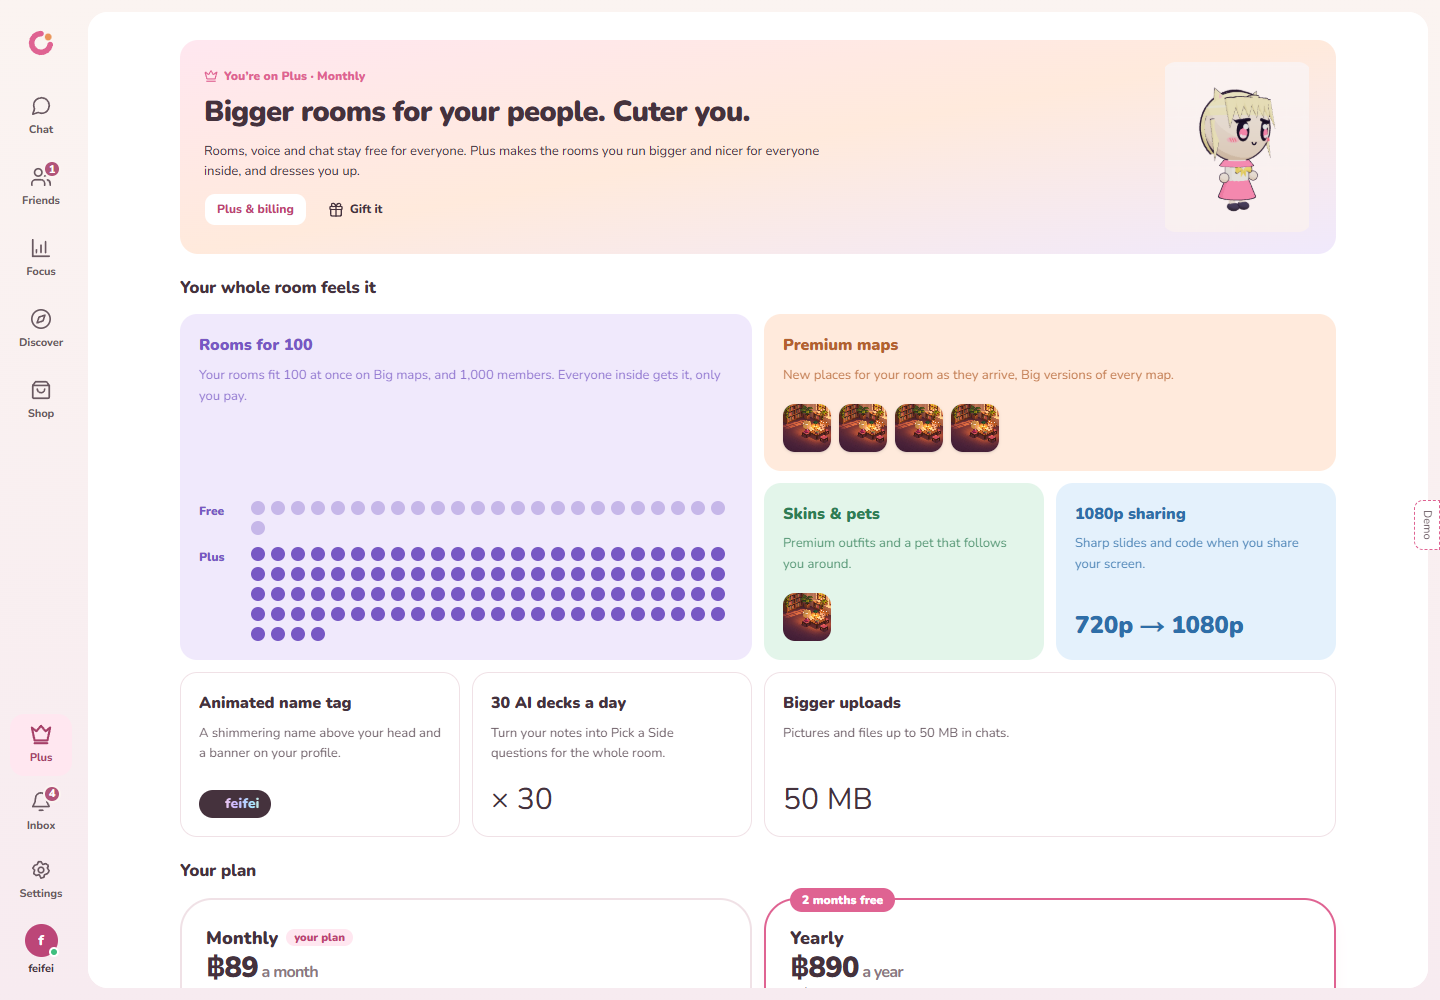 You're on Plus · Monthly
Bigger rooms for your people. Cuter you.
Rooms, voice and chat stay free for everyone. Plus makes the rooms you run bigger and nicer for everyone
inside, and dresses you up.
Plus & billing
Gift it
Chat
1
Friends
Focus
Discover
Shop
Your whole room feels it
Rooms for 100
Your rooms fit 100 at once on Big maps, and 1,000 members. Everyone inside gets it, only
you pay.
Free
Plus
Premium maps
New places for your room as they arrive, Big versions of every map.
Skins & pets
Premium outfits and a pet that follows
you around.
1080p sharing
Sharp slides and code when you share
your screen.
720p → 1080p
Demo
Animated name tag
A shimmering name above your head and
a banner on your profile.
feifei
30 AI decks a day
Turn your notes into Pick a Side
questions for the whole room.
× 30
Bigger uploads
Pictures and files up to 50 MB in chats.
50 MB
Plus
4
Inbox
Settings
f
feifei
Your plan
Monthly
your plan
฿89 a month
2 months free
Yearly
฿890 a year